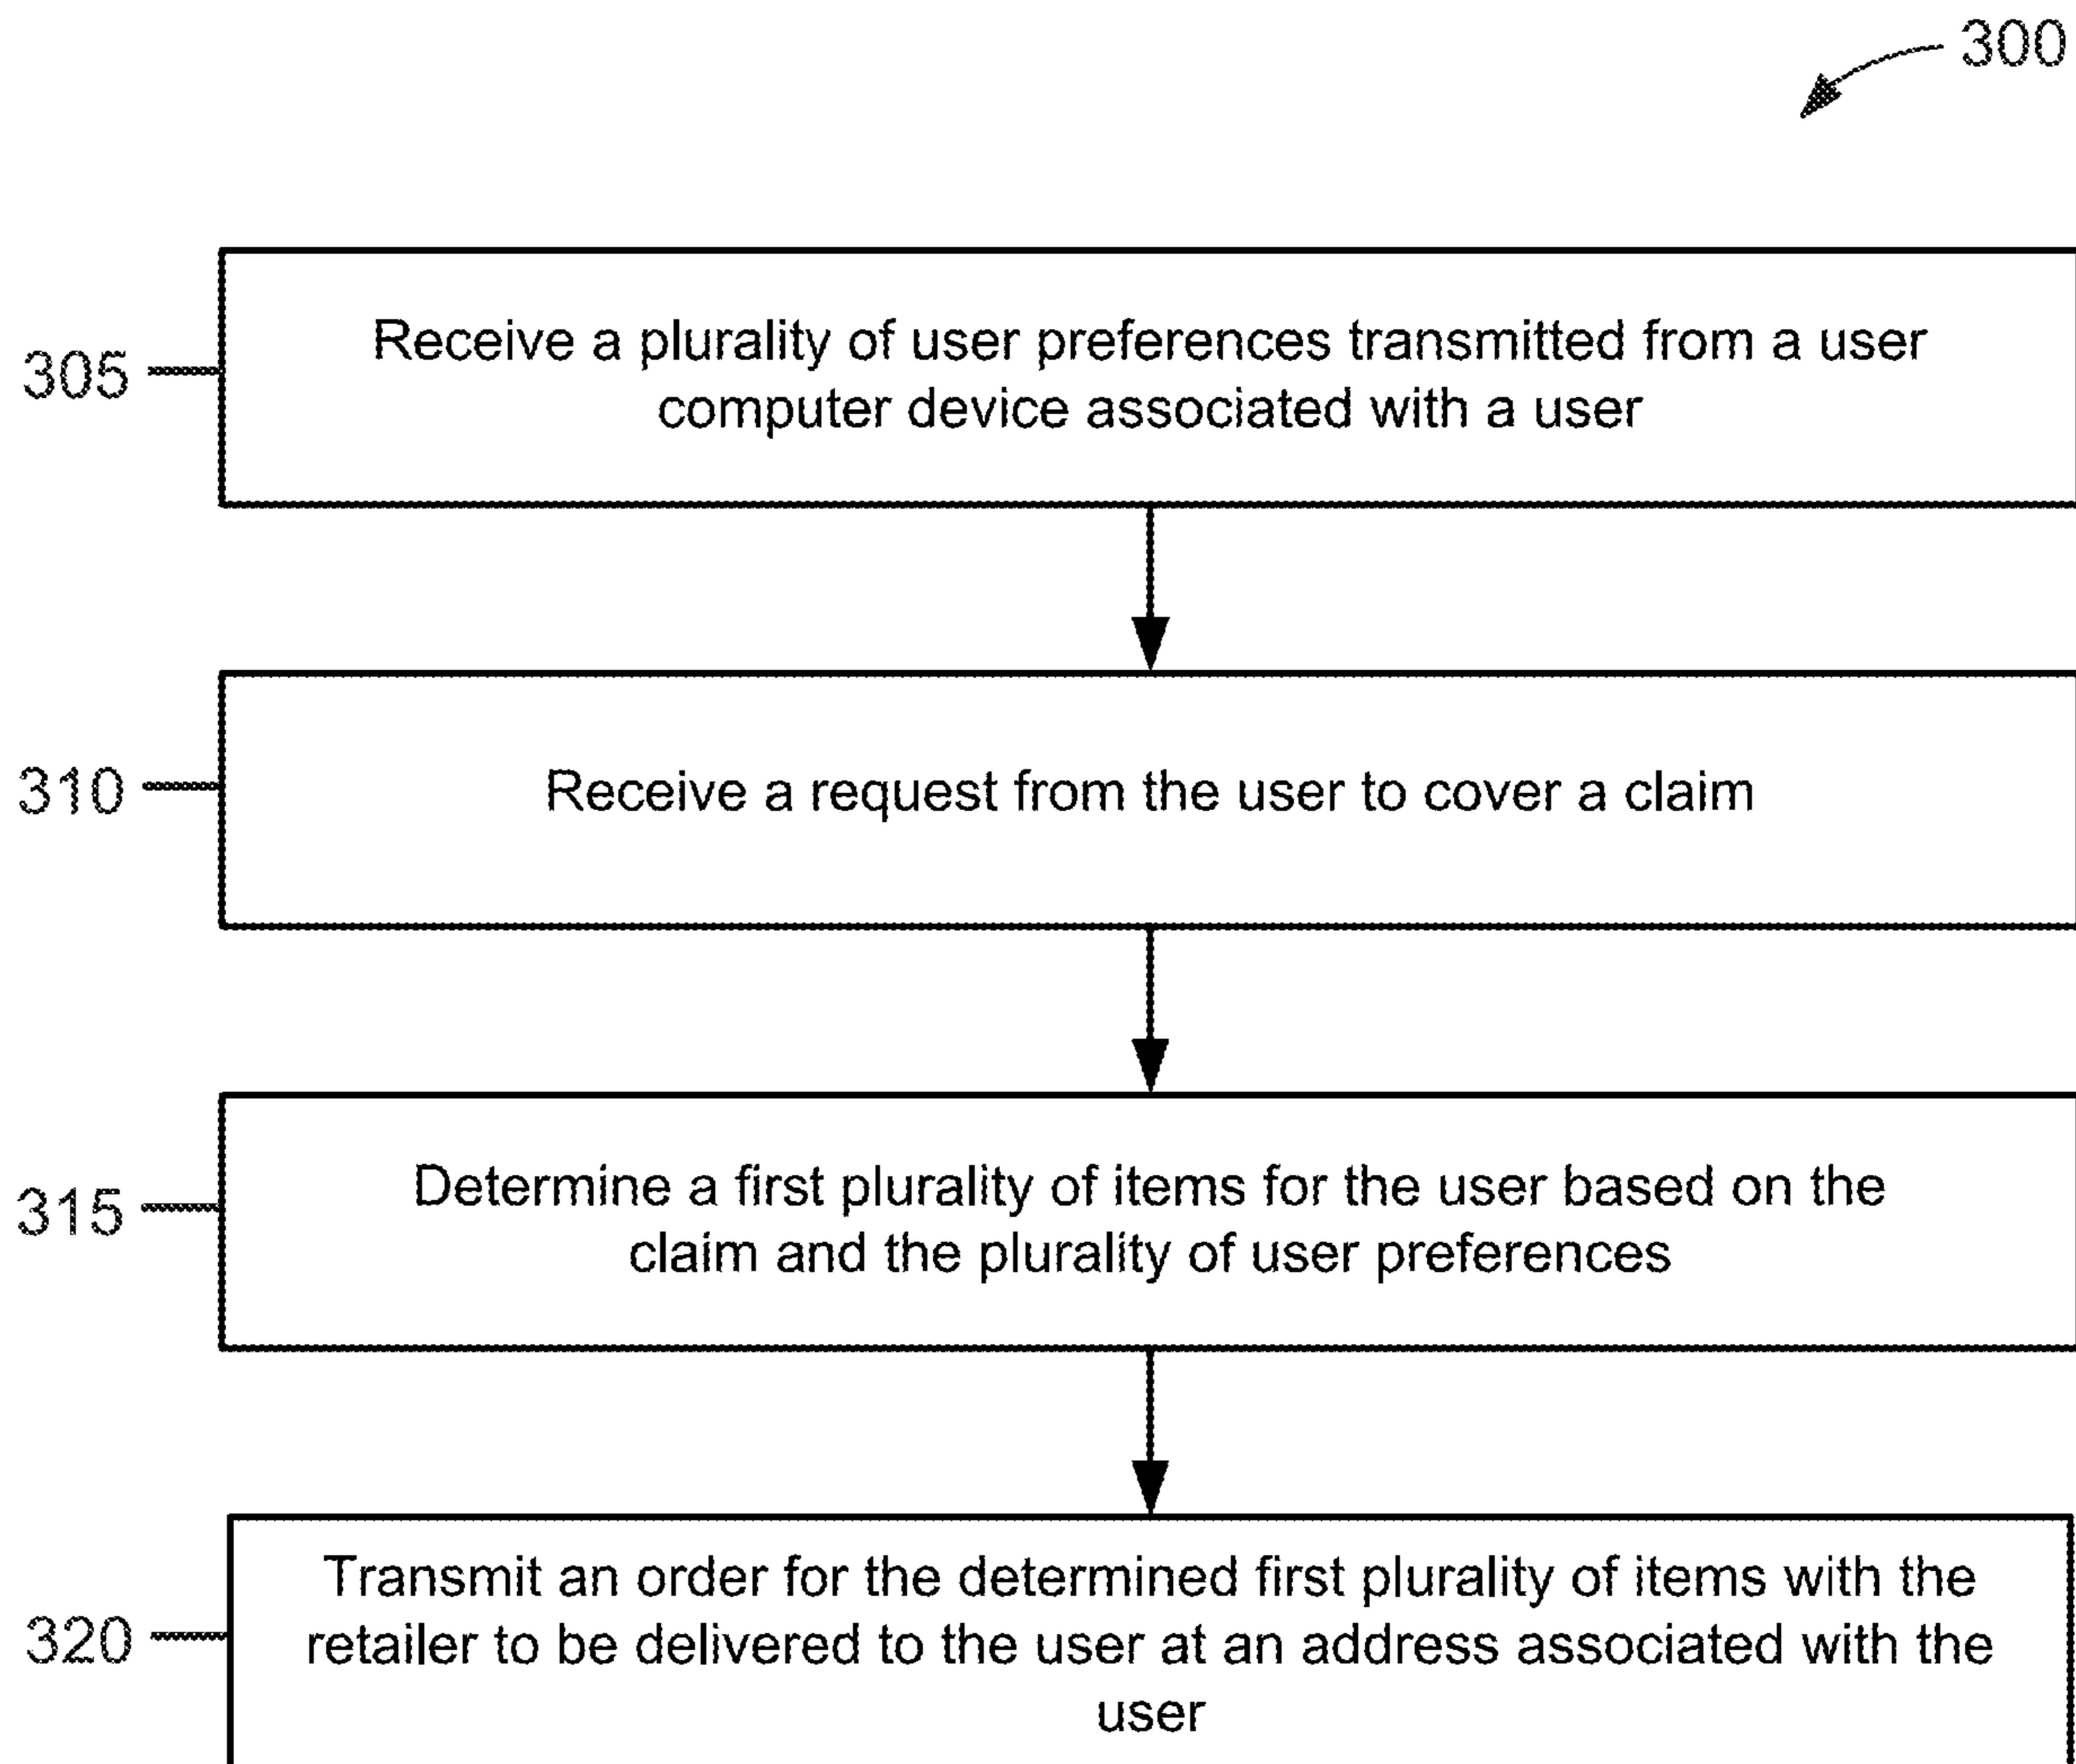 300
305
Receive a plurality of user preferences transmitted from a user
computer device associated with a user
310
Receive a request from the user to cover a claim
315
Determine a first plurality of items for the user based on the
claim and the plurality of user preferences
320
Transmit an order for the determined first plurality of items with the
retailer to be delivered to the user at an address associated with the
user